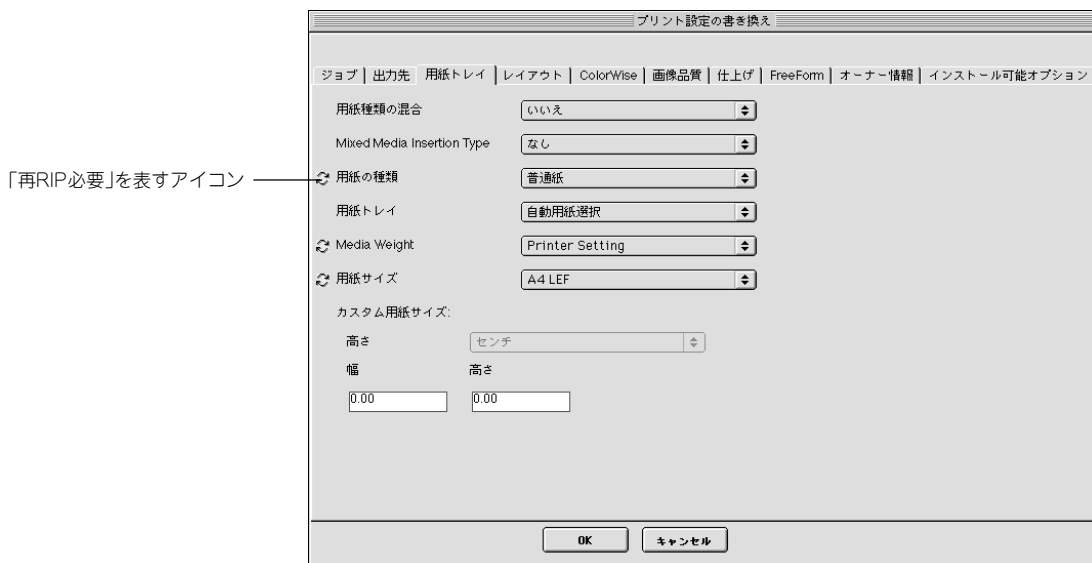 プリント設定の書き換え
ジョブ 出力先 用紙トレイ レイアウト ColorWise 画像品質 仕上げ FreeForm オーナー情報 インストール可能オプション
用紙種類の混合 いいえ
Mixed Media Insertion Type なし
「再RIP必要」を表すアイコン 用紙の種類 普通紙
用紙トレイ 自動用紙選択
Media Weight Printer Setting
用紙サイズ A4 LEF
カスタム用紙サイズ:
高さ センチ
幅 高さ
0.00 0.00
OK キャンセル